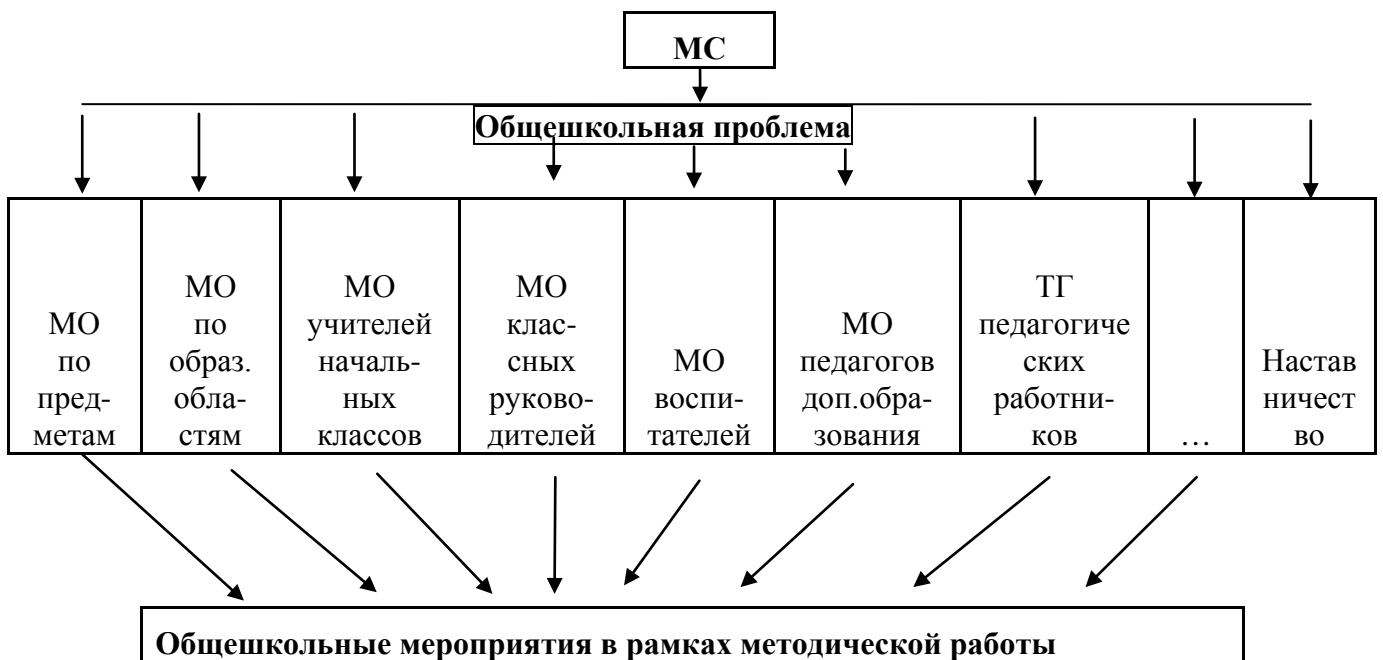 МС
Общешкольная проблема
МО
по
пред-
метам
МО
по
образ.
обла-
стям
МО
учителей
началь-
ных
классов
МО
клас-
сных
руково-
дителей
МО
воспи-
тателей
МО
педагогов
доп.обра-
зования
ТГ
педагогиче
ских
работни-
ков
…
Настав
ничест
во
Общешкольные мероприятия в рамках методической работы